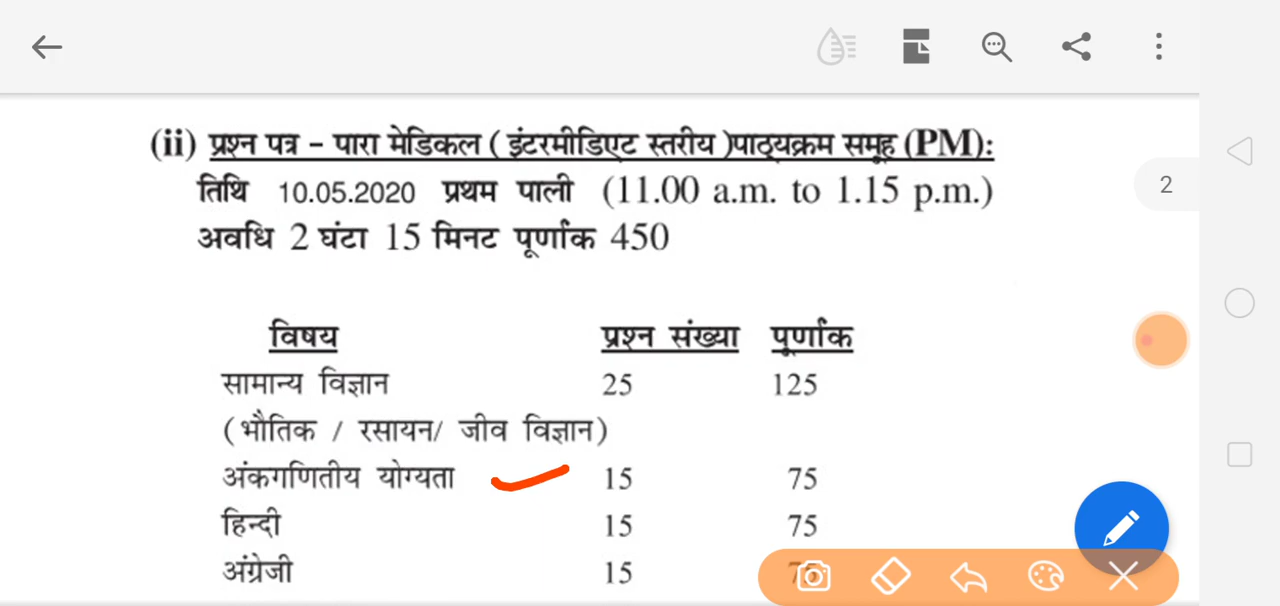 (ii) प्रश्न पत्र – पारा मेडिकल ( इंटरमीडिएट स्तरीय )पाठ्यक्रम समूह (PM):
तिथि 10.05.2020 प्रथम पाली (11.00 a.m. to 1.15 p.m.)
2
अवधि 2 घंटा 15 मिनट पूर्णांक 450
विषय प्रश्न संख्या पूर्णांक
सामान्य विज्ञान 25 125
(भौतिक / रसायन/ जीव विज्ञान)
अंकगणितीय योग्यता 15 75
हिन्दी 15 75
अंग्रेजी 15